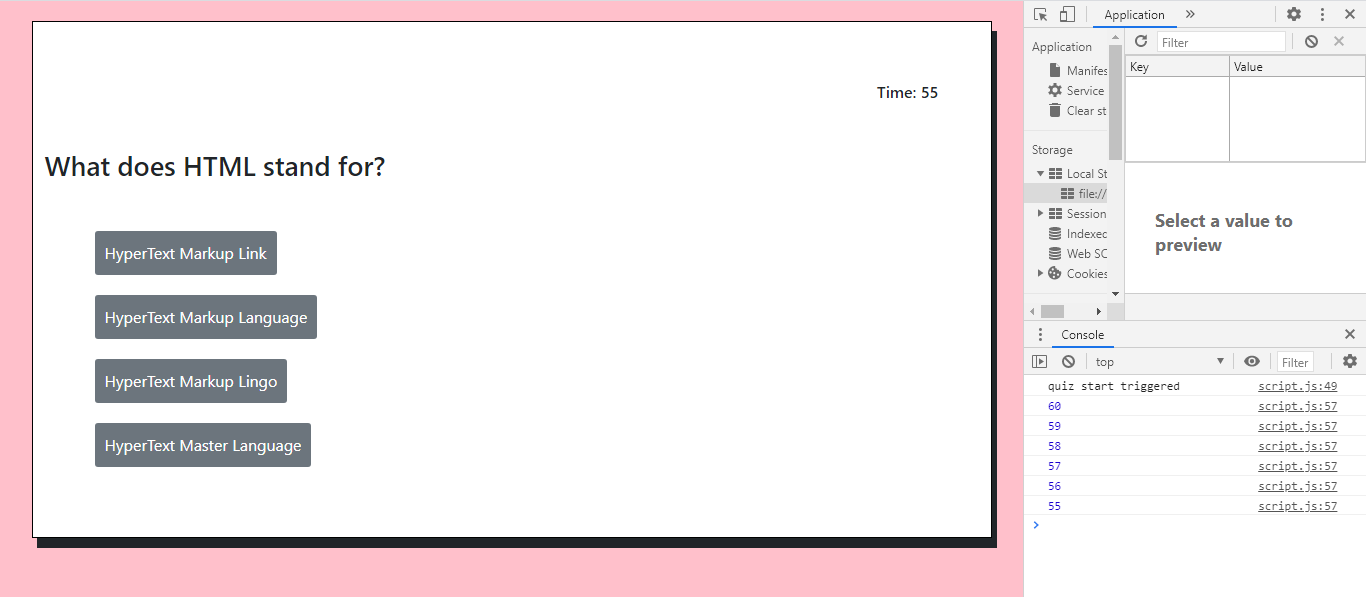 Time: 55
What does HTML stand for?
HyperText Markup Link
HyperText Markup Language
HyperText Markup Lingo
HyperText Master Language
Application
Filter
Application
Manifes
Service
Clear st
Storage
Local St
file://
Session
Indexed
Web SC
Cookies
Key Value
Select a value to
preview
Console
top Filter
quiz start triggered script.js:49
60 script.js:57
59 script.js:57
58 script.js:57
57 script.js:57
56 script.js:57
55 script.js:57